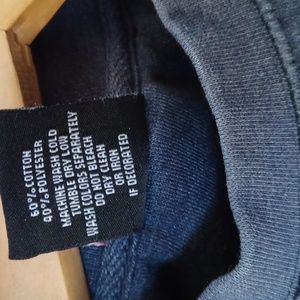 60% COTTON
40% POLYESTER
MACHINE WASH COLD
TUMBLE DRY LOW
WASH COLORS SEPARATELY
DO NOT BLEACH
DO NOT DRY CLEAN
DRY IRON
OR
IF DECORATED